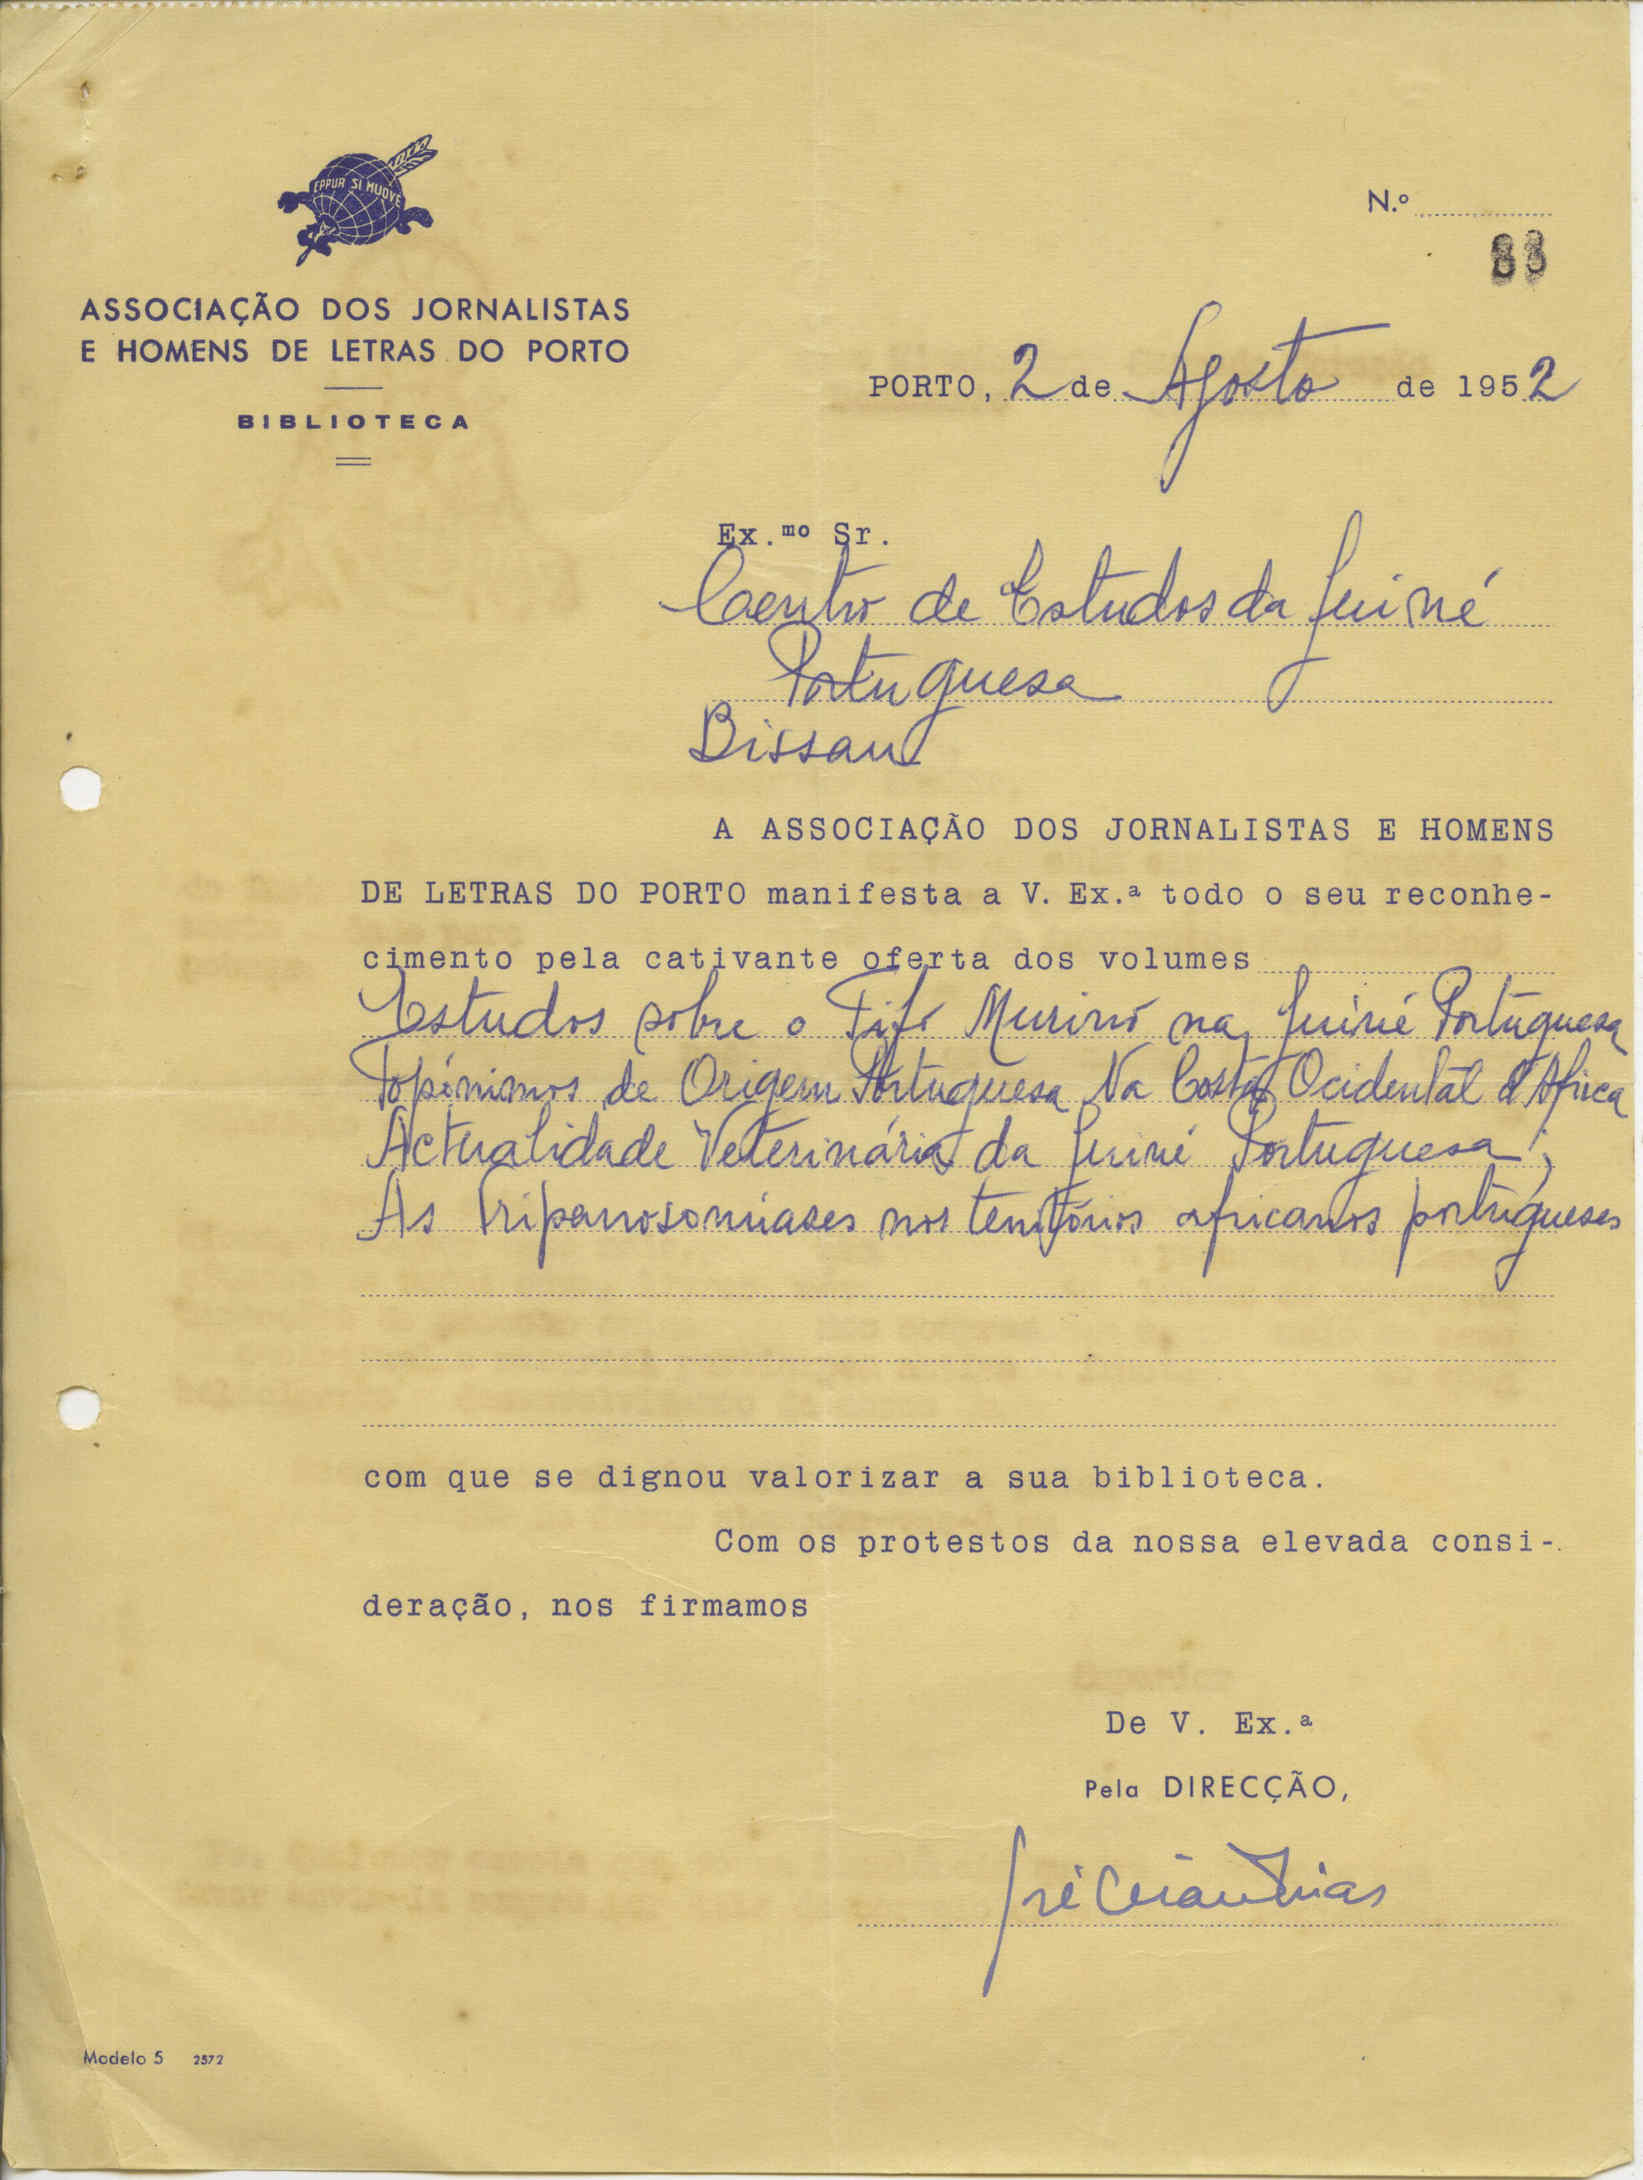 EPPUR SI MUOVE
ASSOCIAÇÃO DOS JORNALISTAS
E HOMENS DE LETRAS DO PORTO
BIBLIOTECA
N.º
83
PORTO, 2 de Agosto de 1952
Ex.mo Sr.
Centro de Estudos da Guiné
Portuguesa
Bissau
A ASSOCIAÇÃO DOS JORNALISTAS E HOMENS
DE LETRAS DO PORTO manifesta a V. Ex.ª todo o seu reconhe-
cimento pela cativante oferta dos volumes
Estudos sobre o Tifo Murino na Guiné Portuguesa
Topónimos de Origem Portuguesa Na Costa Ocidental d'Africa
Actualidade Veterinária da Guiné Portuguesa;
As Tripanosomíases nos territórios africanos portugueses
com que se dignou valorizar a sua biblioteca.
Com os protestos da nossa elevada consi-
deração, nos firmamos
De V. Ex.ª
Pela DIRECÇÃO,
Modelo 5 2572